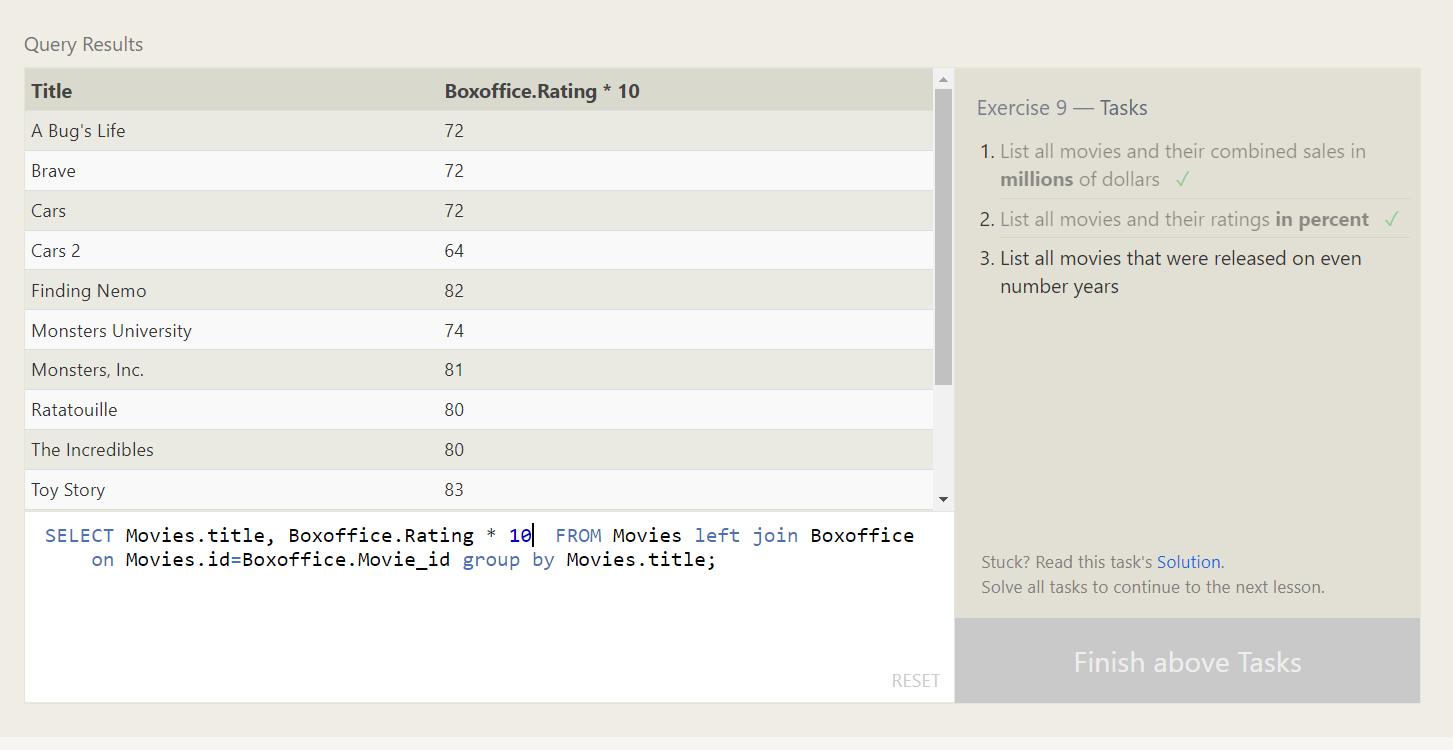 Query Results
Title Boxoffice.Rating * 10
A Bug's Life 72
Brave 72
Cars 72
Cars 2 64
Finding Nemo 82
Monsters University 74
Monsters, Inc. 81
Ratatouille 80
The Incredibles 80
Toy Story 83
SELECT Movies.title, Boxoffice.Rating * 10  FROM Movies left join Boxoffice
on Movies.id=Boxoffice.Movie_id group by Movies.title;
RESET
Exercise 9 — Tasks
1. List all movies and their combined sales in
millions of dollars ✓
2. List all movies and their ratings in percent ✓
3. List all movies that were released on even
number years
Stuck? Read this task's Solution.
Solve all tasks to continue to the next lesson.
Finish above Tasks